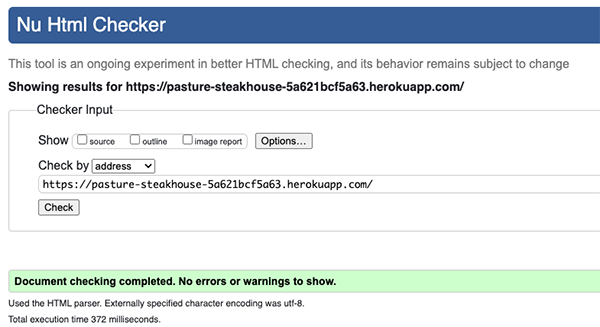 Nu Html Checker
This tool is an ongoing experiment in better HTML checking, and its behavior remains subject to change
Showing results for https://pasture-steakhouse-5a621bcf5a63.herokuapp.com/
Checker Input
Show source outline image report Options...
Check by address
https://pasture-steakhouse-5a621bcf5a63.herokuapp.com/
Check
Document checking completed. No errors or warnings to show.
Used the HTML parser. Externally specified character encoding was utf-8.
Total execution time 372 milliseconds.